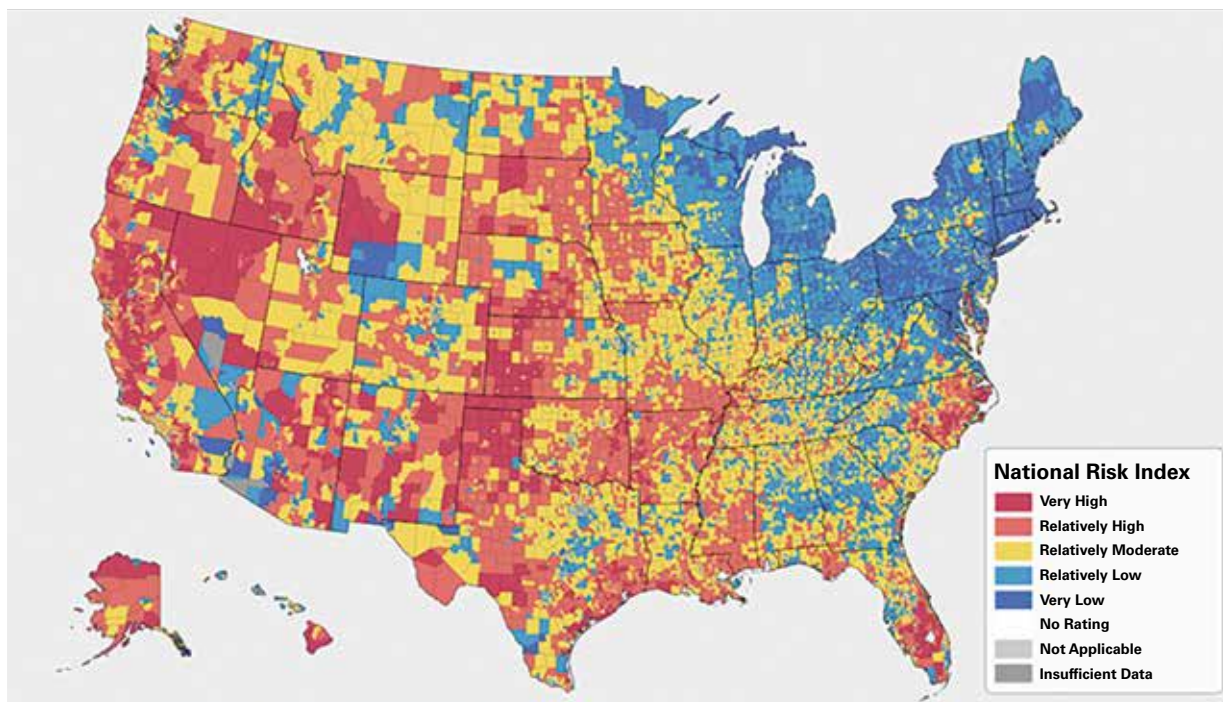 National Risk Index
Very High
Relatively High
Relatively Moderate
Relatively Low
Very Low
No Rating
Not Applicable
Insufficient Data